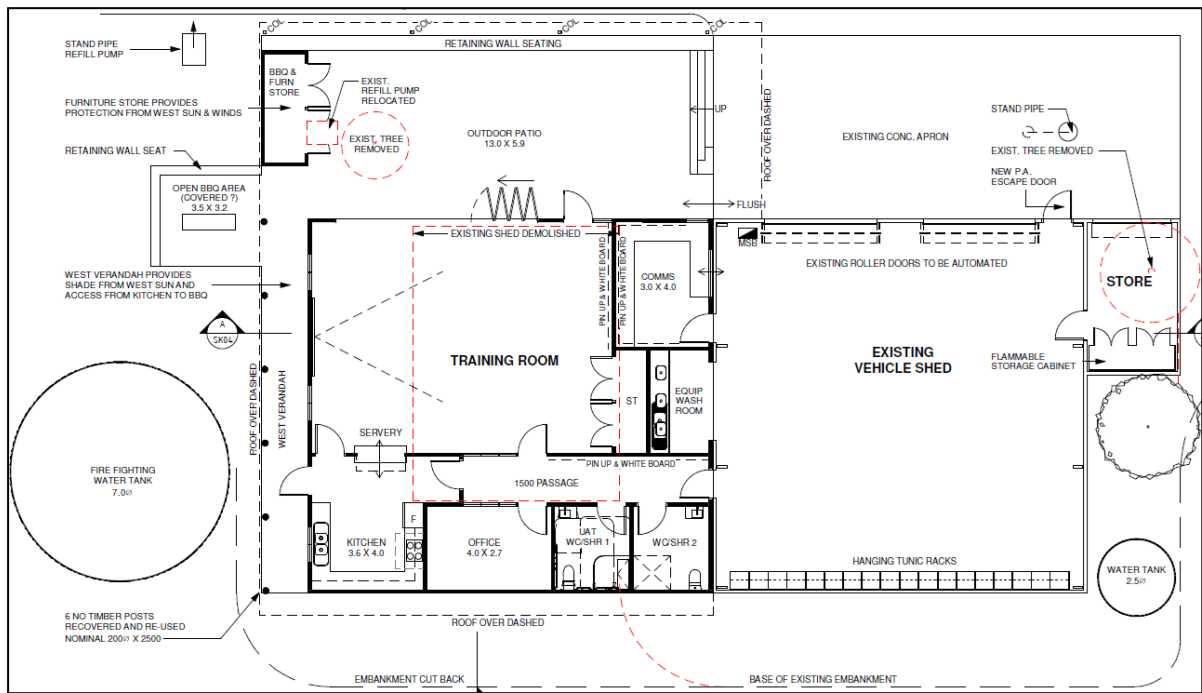 COL
COL
COL
COL
STAND PIPE
REFILL PUMP
RETAINING WALL SEATING
BBQ &
FURN
STORE
EXIST.
REFILL PUMP
RELOCATED
FURNITURE STORE PROVIDES
PROTECTION FROM WEST SUN & WINDS
EXIST. TREE
REMOVED
OUTDOOR PATIO
13.0 X 5.9
UP
ROOF OVER DASHED
EXISTING CONC. APRON
STAND PIPE
EXIST. TREE REMOVED
NEW P.A.
ESCAPE DOOR
RETAINING WALL SEAT
OPEN BBQ AREA
(COVERED ?)
3.5 X 3.2
FLUSH
EXISTING SHED DEMOLISHED
MSB
PIN UP & WHITE BOARD
PIN UP & WHITE BOARD
COMMS
3.0 X 4.0
EXISTING ROLLER DOORS TO BE AUTOMATED
STORE
WEST VERANDAH PROVIDES
SHADE FROM WEST SUN AND
ACCESS FROM KITCHEN TO BBQ
A
SK04
TRAINING ROOM
EXISTING
VEHICLE SHED
FLAMMABLE
STORAGE CABINET
ROOF OVER DASHED
WEST VERANDAH
ST
EQUIP
WASH
ROOM
SERVERY
FIRE FIGHTING
WATER TANK
7.0⌀
PIN UP & WHITE BOARD
1500 PASSAGE
F
KITCHEN
3.6 X 4.0
OFFICE
4.0 X 2.7
UAT
WC/SHR 1
WC/SHR 2
HANGING TUNIC RACKS
WATER TANK
2.5⌀
6 NO TIMBER POSTS
RECOVERED AND RE-USED
NOMINAL 200⌀ X 2500
ROOF OVER DASHED
EMBANKMENT CUT BACK
BASE OF EXISTING EMBANKMENT